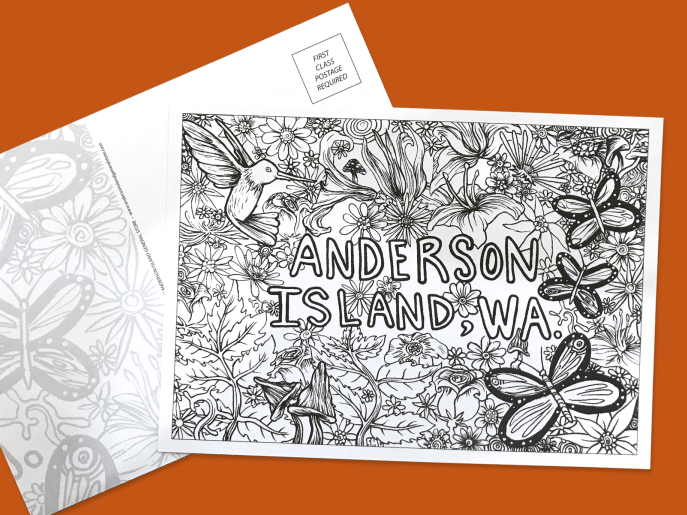 FIRST
CLASS
POSTAGE
REQUIRED
ANDERSON
ISLAND, WA.